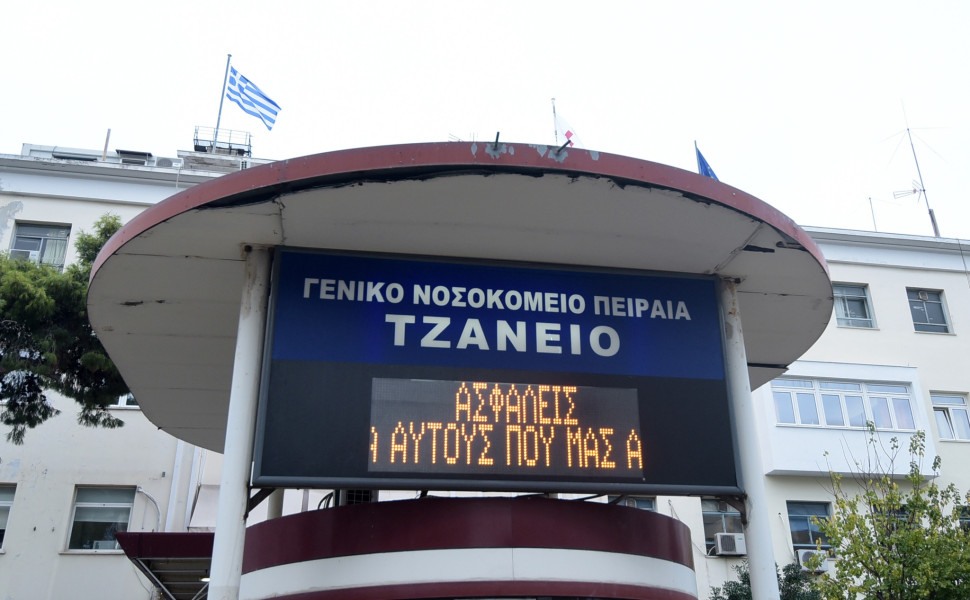 ΓΕΝΙΚΟ ΝΟΣΟΚΟΜΕΙΟ ΠΕΙΡΑΙΑ
ΤΖΑΝΕΙΟ
ΑΣΦΑΛΕΙΣ
ΑΥΤΟΥΣ ΠΟΥ ΜΑΣ Α